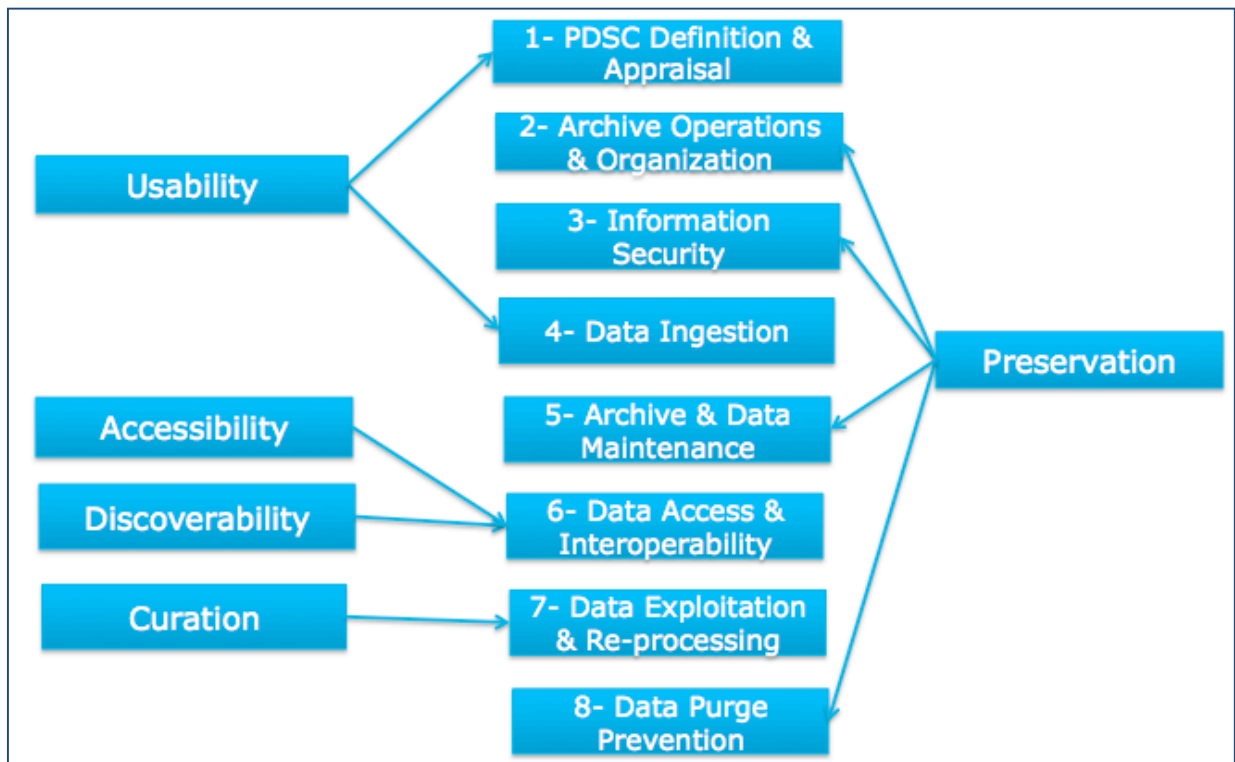 Usability
Accessibility
Discoverability
Curation
1- PDSC Definition &
Appraisal
2- Archive Operations
& Organization
3- Information
Security
4- Data Ingestion
5- Archive & Data
Maintenance
6- Data Access &
Interoperability
7- Data Exploitation
& Re-processing
8- Data Purge
Prevention
Preservation